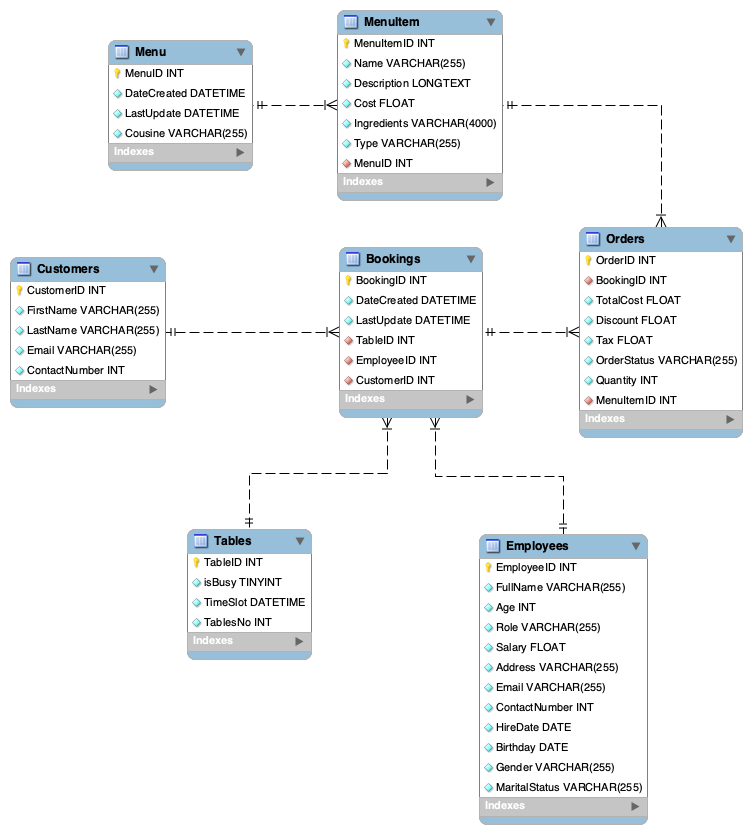 Menu
MenuID INT
DateCreated DATETIME
LastUpdate DATETIME
Cousine VARCHAR(255)
Indexes
MenuItem
MenuItemID INT
Name VARCHAR(255)
Description LONGTEXT
Cost FLOAT
Ingredients VARCHAR(4000)
Type VARCHAR(255)
MenuID INT
Indexes
Customers
CustomerID INT
FirstName VARCHAR(255)
LastName VARCHAR(255)
Email VARCHAR(255)
ContactNumber INT
Indexes
Bookings
BookingID INT
DateCreated DATETIME
LastUpdate DATETIME
TableID INT
EmployeeID INT
CustomerID INT
Indexes
Orders
OrderID INT
BookingID INT
TotalCost FLOAT
Discount FLOAT
Tax FLOAT
OrderStatus VARCHAR(255)
Quantity INT
MenuItemID INT
Indexes
Tables
TableID INT
isBusy TINYINT
TimeSlot DATETIME
TablesNo INT
Indexes
Employees
EmployeeID INT
FullName VARCHAR(255)
Age INT
Role VARCHAR(255)
Salary FLOAT
Address VARCHAR(255)
Email VARCHAR(255)
ContactNumber INT
HireDate DATE
Birthday DATE
Gender VARCHAR(255)
MaritalStatus VARCHAR(255)
Indexes